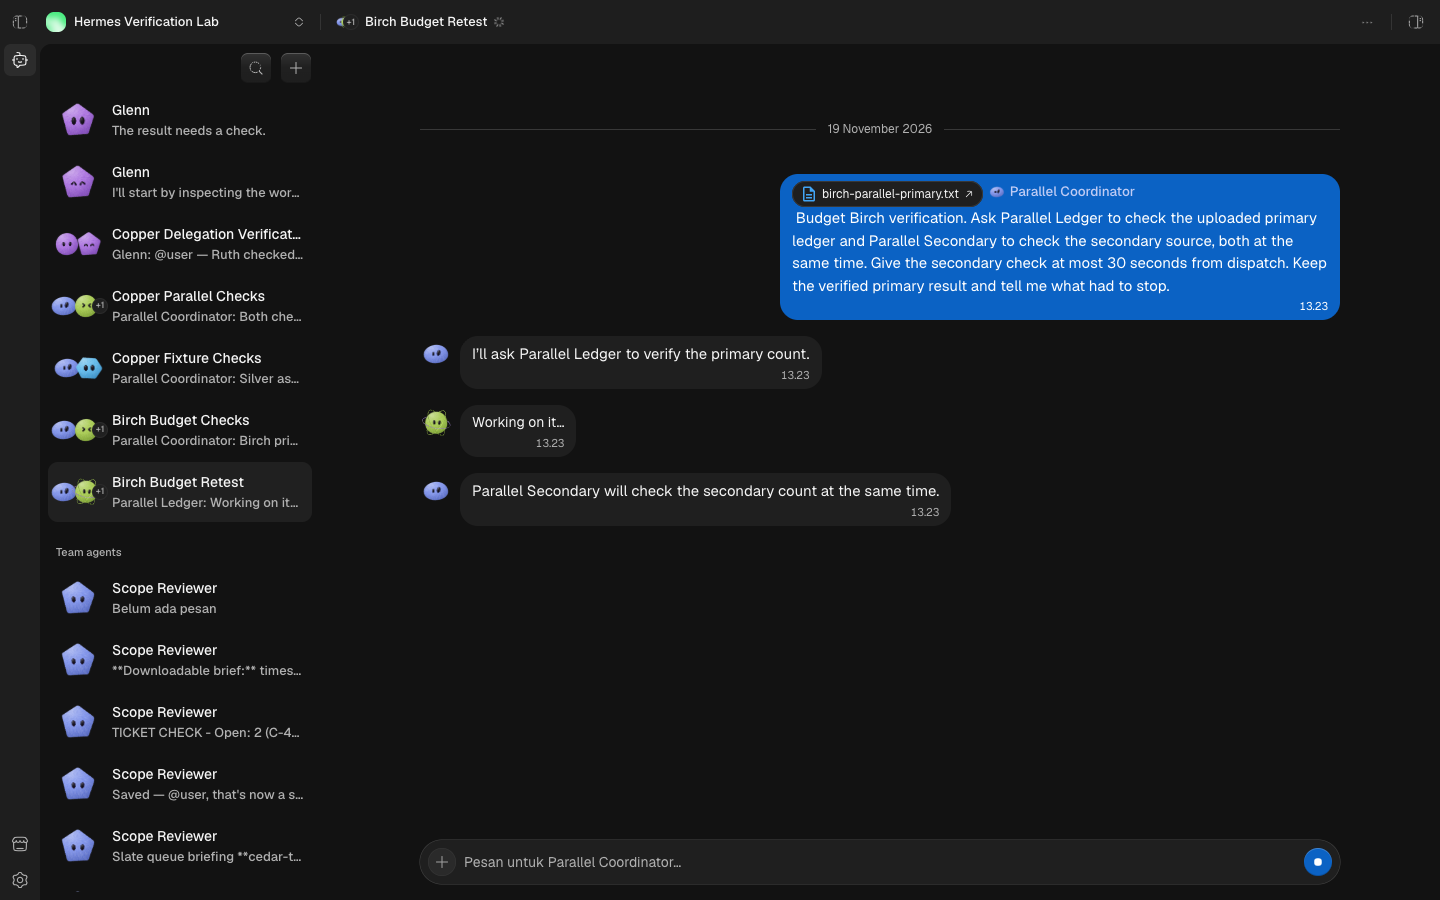 Hermes Verification Lab
+1 Birch Budget Retest
Glenn
The result needs a check.
Glenn
I'll start by inspecting the wor...
Copper Delegation Verificat...
Glenn: @user — Ruth checked...
+1
Copper Parallel Checks
Parallel Coordinator: Both che...
Copper Fixture Checks
Parallel Coordinator: Silver as...
+1
Birch Budget Checks
Parallel Coordinator: Birch pri...
+1
Birch Budget Retest
Parallel Ledger: Working on it...
Team agents
Scope Reviewer
Belum ada pesan
Scope Reviewer
**Downloadable brief:** times...
Scope Reviewer
TICKET CHECK - Open: 2 (C-4...
Scope Reviewer
Saved — @user, that's now a s...
Scope Reviewer
Slate queue briefing **cedar-t...
19 November 2026
birch-parallel-primary.txt ↗ Parallel Coordinator
Budget Birch verification. Ask Parallel Ledger to check the uploaded primary
ledger and Parallel Secondary to check the secondary source, both at the
same time. Give the secondary check at most 30 seconds from dispatch. Keep
the verified primary result and tell me what had to stop.
13.23
I'll ask Parallel Ledger to verify the primary count.
13.23
Working on it...
13.23
Parallel Secondary will check the secondary count at the same time.
13.23
Pesan untuk Parallel Coordinator...